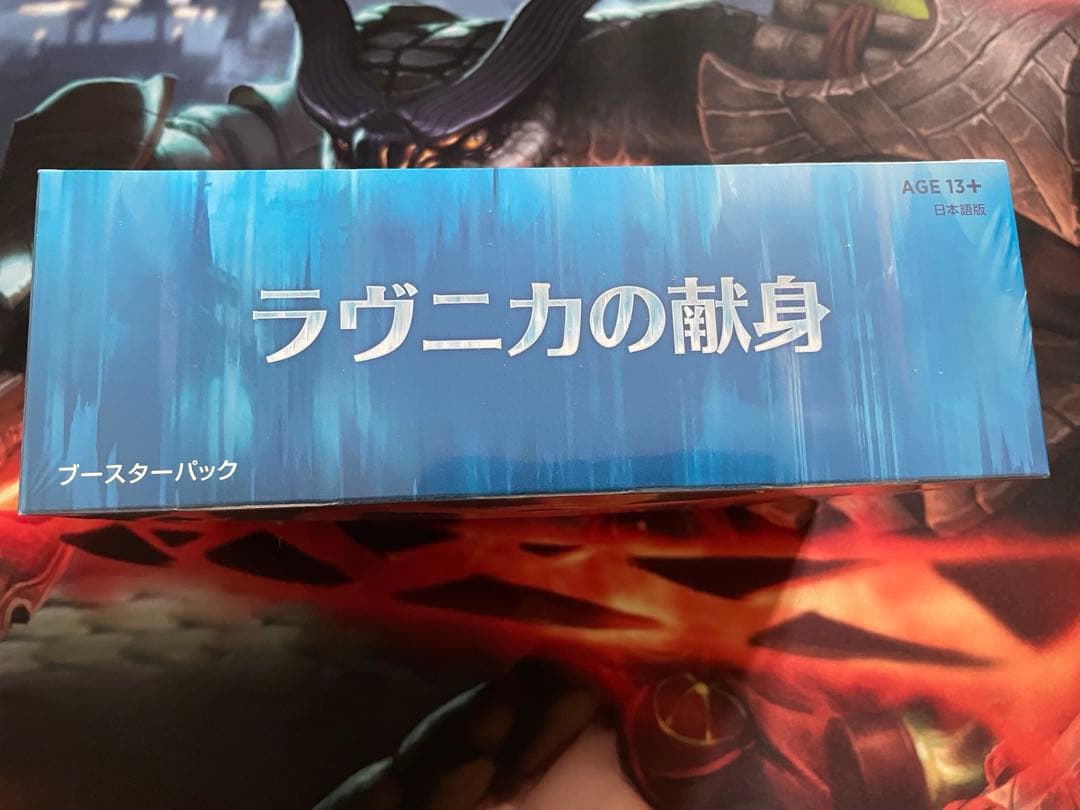 AGE 13+
日本語版
ラヴニカの献身
ブースターパック